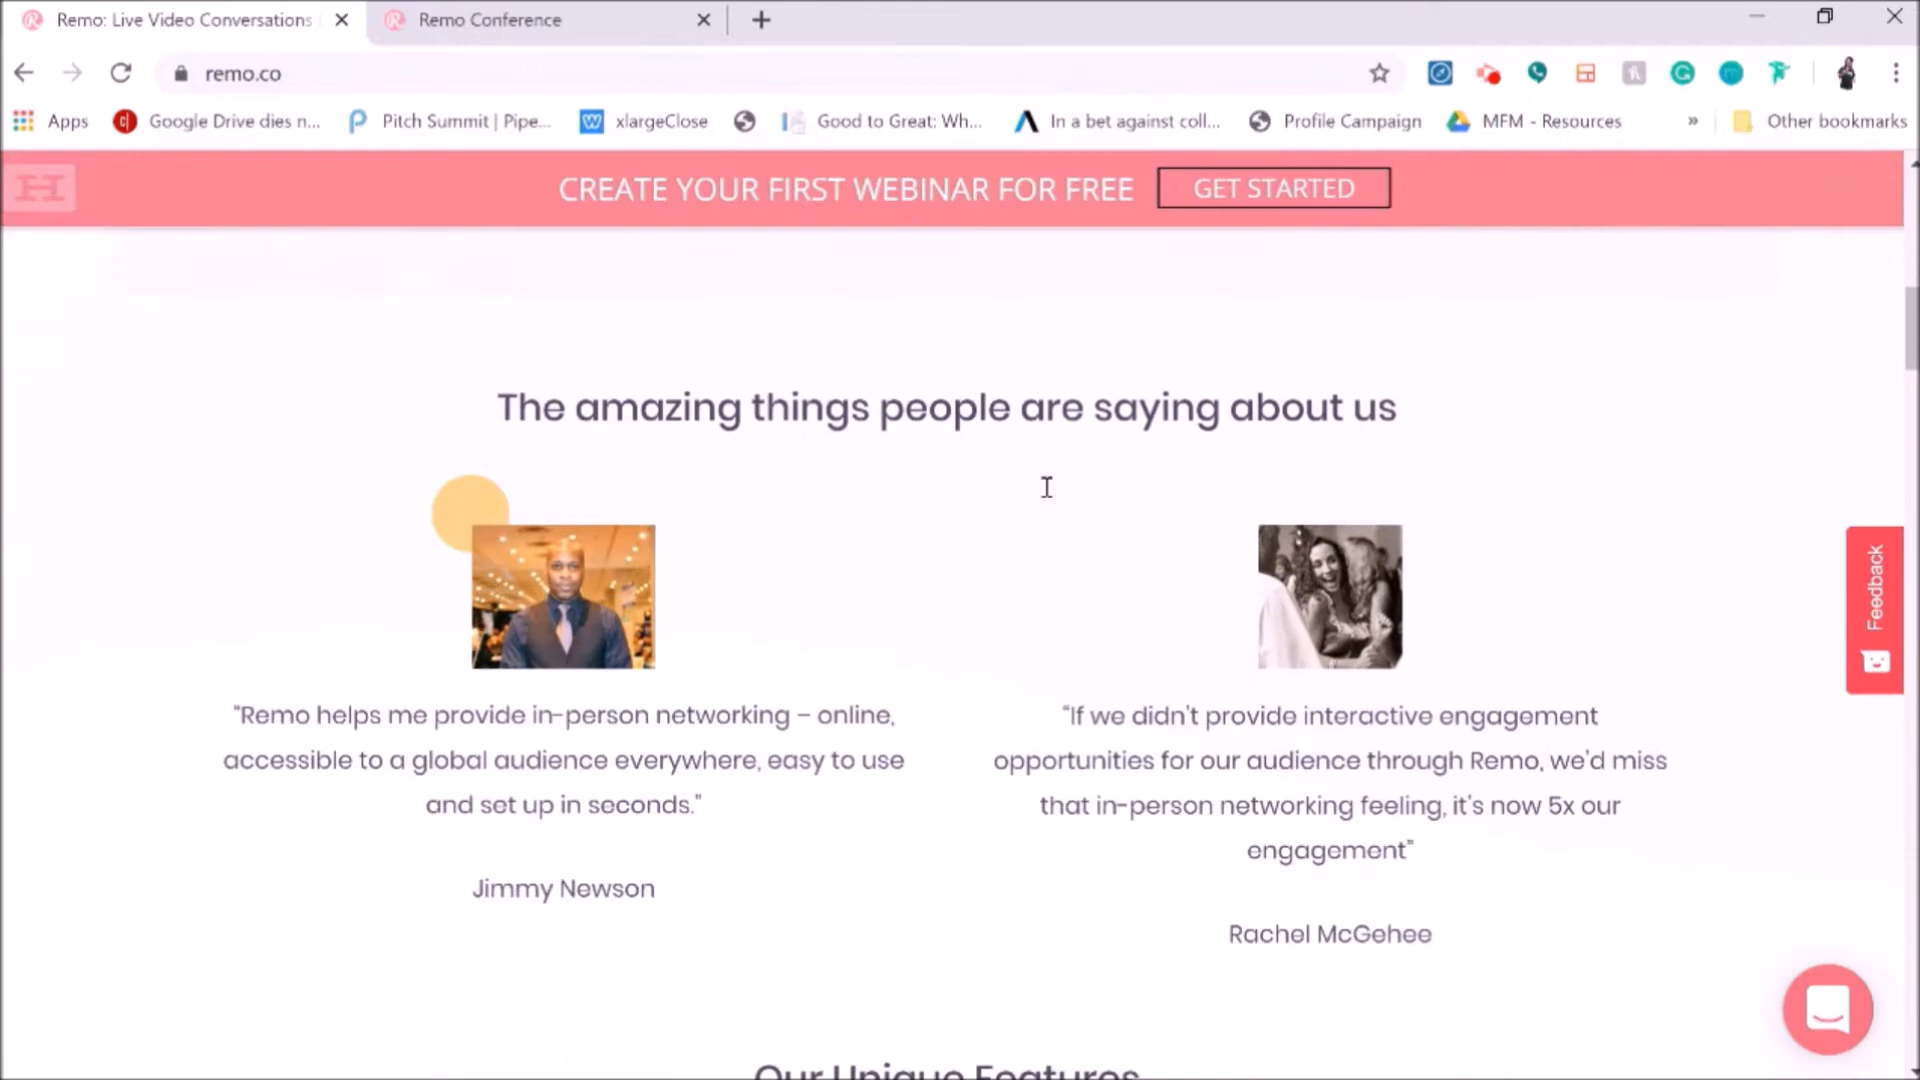 Remo: Live Video Conversations
Remo Conference
remo.co
Apps
Google Drive dies n...
Pitch Summit | Pipe...
xlargeClose
Good to Great: Wh...
In a bet against coll...
Profile Campaign
MFM - Resources
»
Other bookmarks
CREATE YOUR FIRST WEBINAR FOR FREE
GET STARTED
The amazing things people are saying about us
"Remo helps me provide in-person networking – online,
accessible to a global audience everywhere, easy to use
and set up in seconds."
Jimmy Newson
"If we didn't provide interactive engagement
opportunities for our audience through Remo, we'd miss
that in-person networking feeling, it's now 5x our
engagement"
Rachel McGehee
Feedback
Our Unique Features